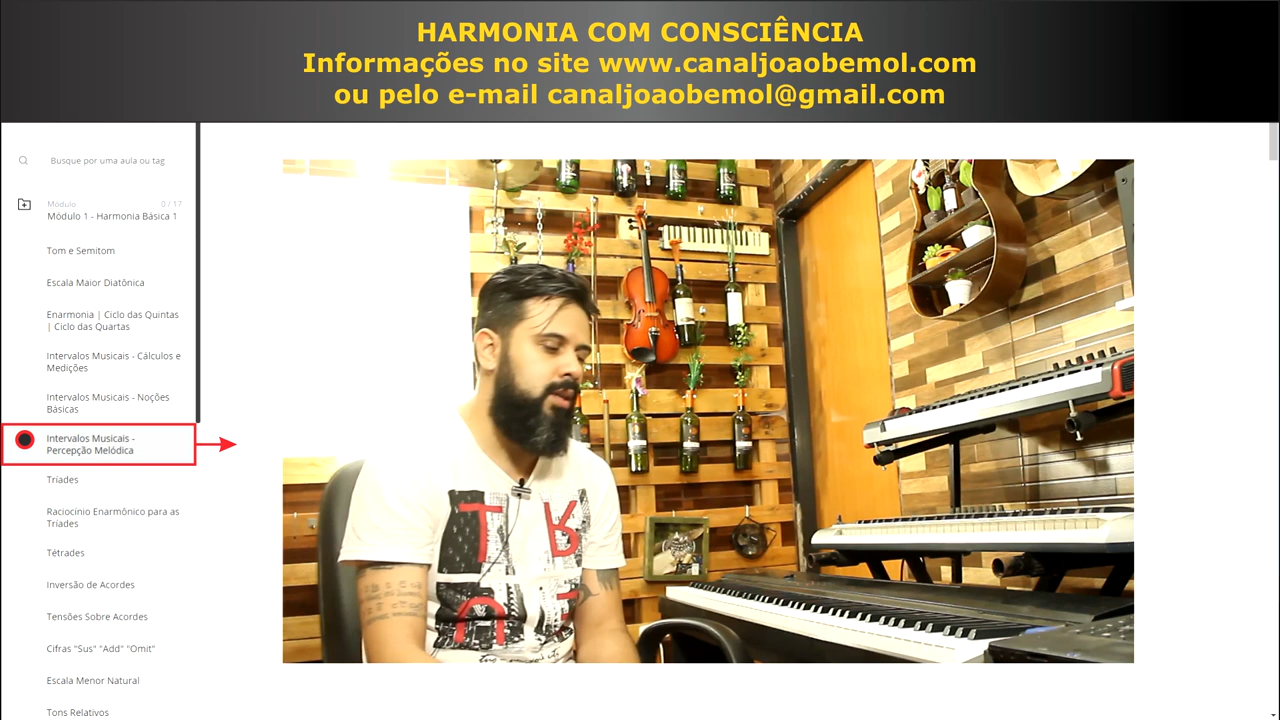 HARMONIA COM CONSCIÊNCIA
Informações no site www.canaljoaobemol.com
ou pelo e-mail canaljoaobemol@gmail.com
Busque por uma aula ou tag
Módulo 0 / 17
Módulo 1 - Harmonia Básica 1
Tom e Semitom
Escala Maior Diatônica
Enarmonia | Ciclo das Quintas
| Ciclo das Quartas
Intervalos Musicais - Cálculos e
Medições
Intervalos Musicais - Noções
Básicas
Intervalos Musicais -
Percepção Melódica
Tríades
Raciocínio Enarmônico para as
Tríades
Tétrades
Inversão de Acordes
Tensões Sobre Acordes
Cifras "Sus" "Add" "Omit"
Escala Menor Natural
Tons Relativos